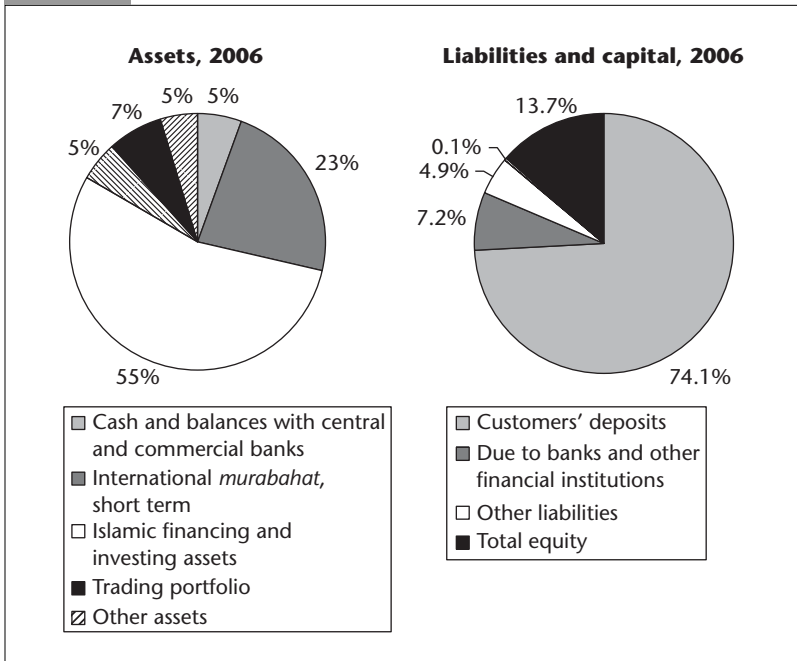 Assets, 2006
5%
5%
7%
5%
23%
55%
Cash and balances with central
and commercial banks
International murabahat,
short term
Islamic financing and
investing assets
Trading portfolio
Other assets
Liabilities and capital, 2006
13.7%
0.1%
4.9%
7.2%
74.1%
Customers' deposits
Due to banks and other
financial institutions
Other liabilities
Total equity